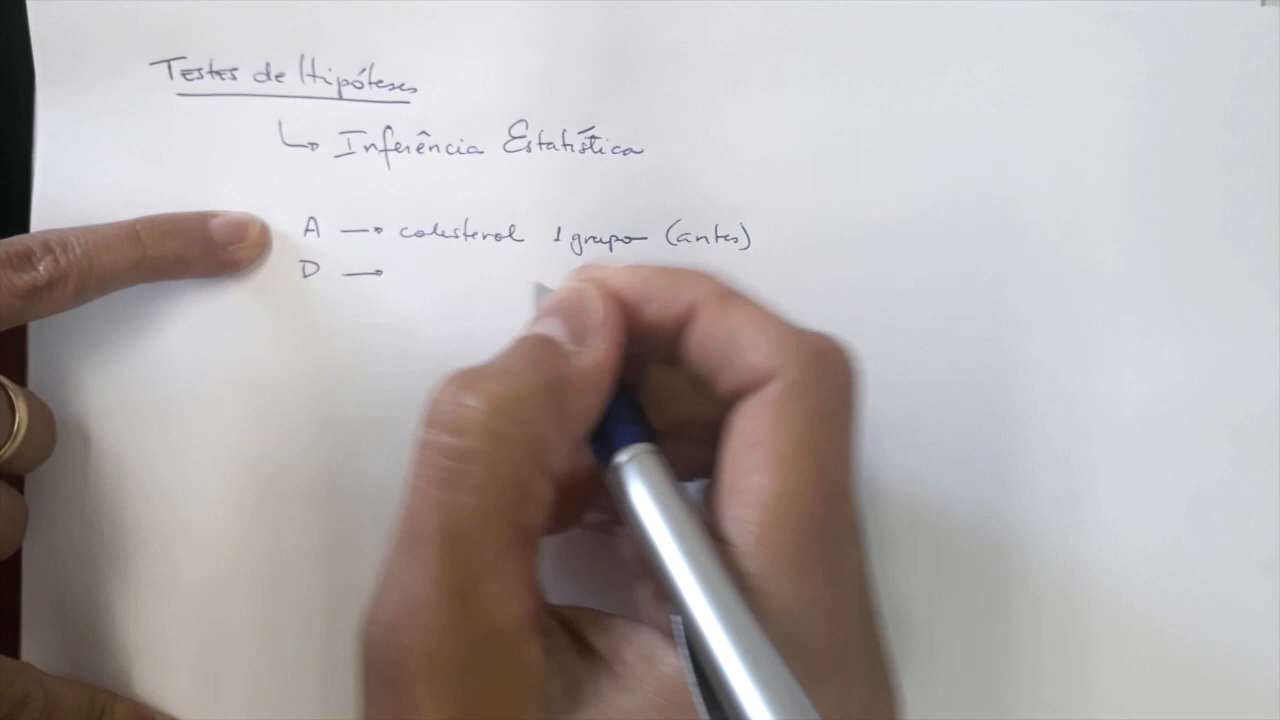 Testes de Hipóteses
↳ Inferência Estatística
A → colesterol 1 grupo (antes)
D →